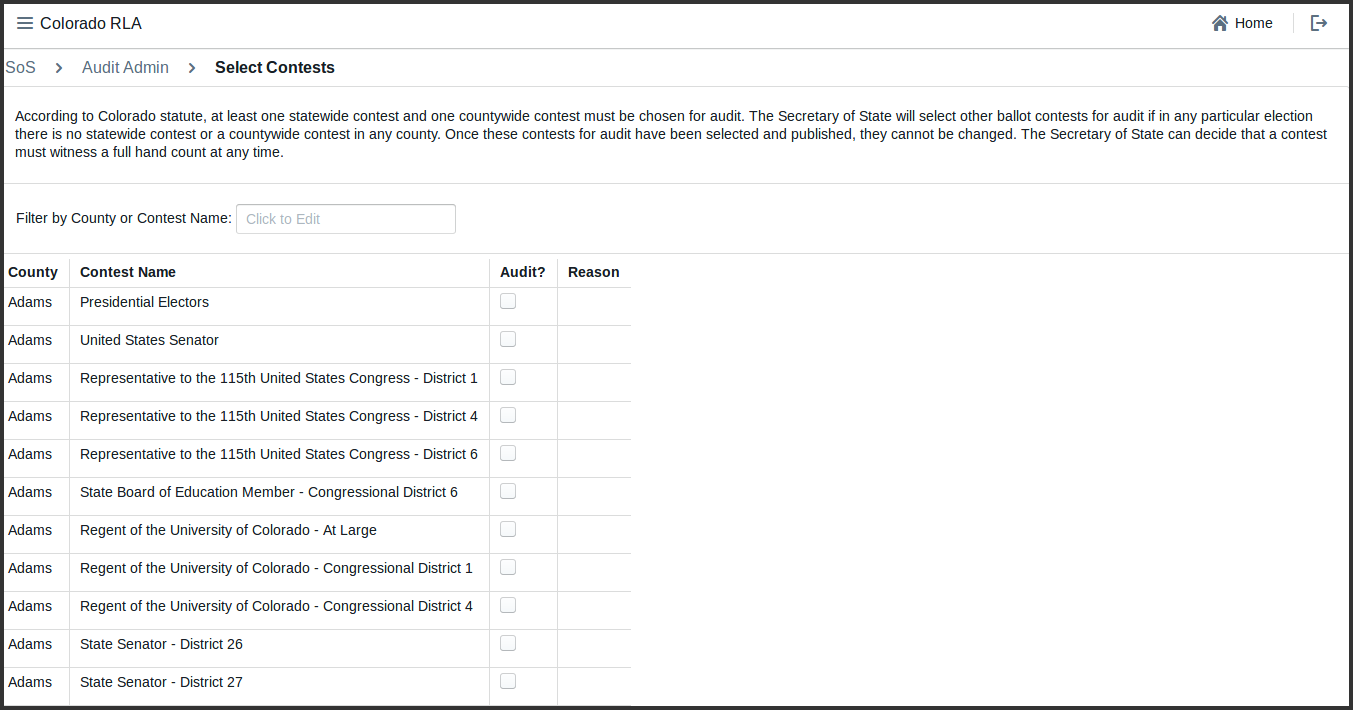 Colorado RLA Home
SoS > Audit Admin > Select Contests
According to Colorado statute, at least one statewide contest and one countywide contest must be chosen for audit. The Secretary of State will select other ballot contests for audit if in any particular election
there is no statewide contest or a countywide contest in any county. Once these contests for audit have been selected and published, they cannot be changed. The Secretary of State can decide that a contest
must witness a full hand count at any time.
Filter by County or Contest Name: Click to Edit
County Contest Name Audit? Reason
Adams Presidential Electors
Adams United States Senator
Adams Representative to the 115th United States Congress - District 1
Adams Representative to the 115th United States Congress - District 4
Adams Representative to the 115th United States Congress - District 6
Adams State Board of Education Member - Congressional District 6
Adams Regent of the University of Colorado - At Large
Adams Regent of the University of Colorado - Congressional District 1
Adams Regent of the University of Colorado - Congressional District 4
Adams State Senator - District 26
Adams State Senator - District 27